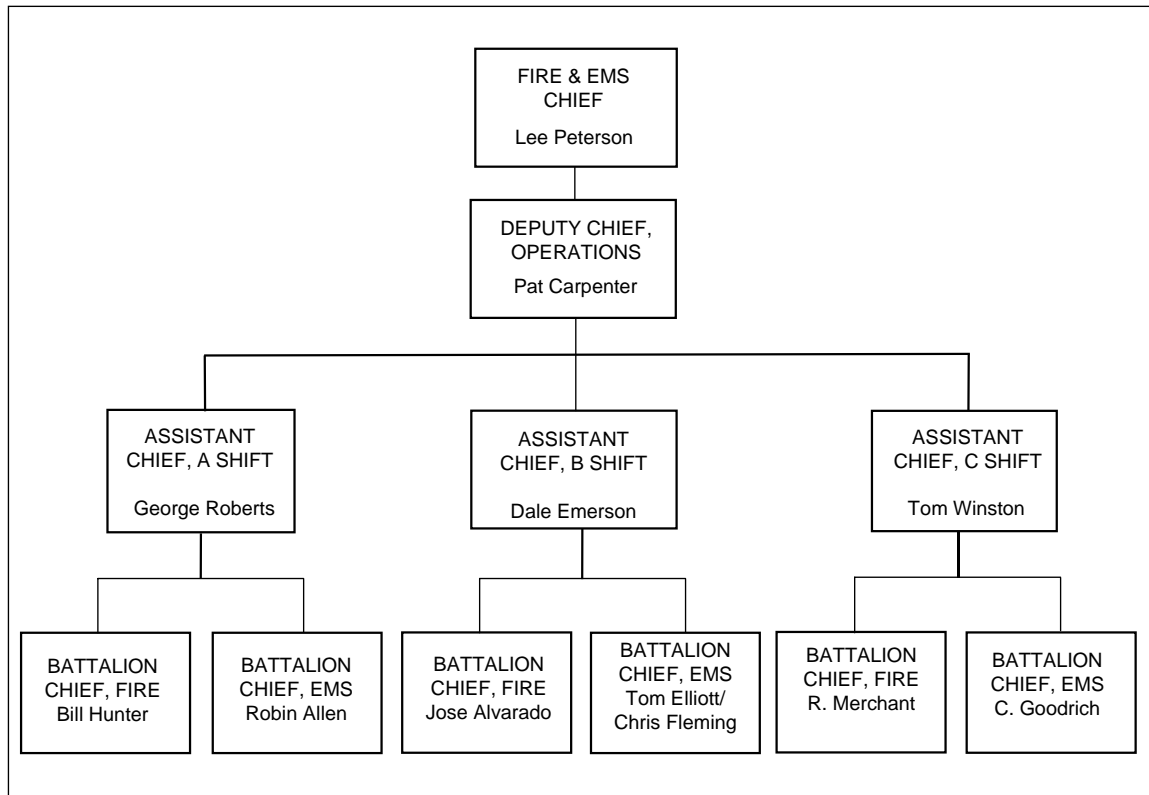 FIRE & EMS
CHIEF
Lee Peterson
DEPUTY CHIEF,
OPERATIONS
Pat Carpenter
ASSISTANT
CHIEF, A SHIFT
George Roberts
ASSISTANT
CHIEF, B SHIFT
Dale Emerson
ASSISTANT
CHIEF, C SHIFT
Tom Winston
BATTALION
CHIEF, FIRE
Bill Hunter
BATTALION
CHIEF, EMS
Robin Allen
BATTALION
CHIEF, FIRE
Jose Alvarado
BATTALION
CHIEF, EMS
Tom Elliott/
Chris Fleming
BATTALION
CHIEF, FIRE
R. Merchant
BATTALION
CHIEF, EMS
C. Goodrich